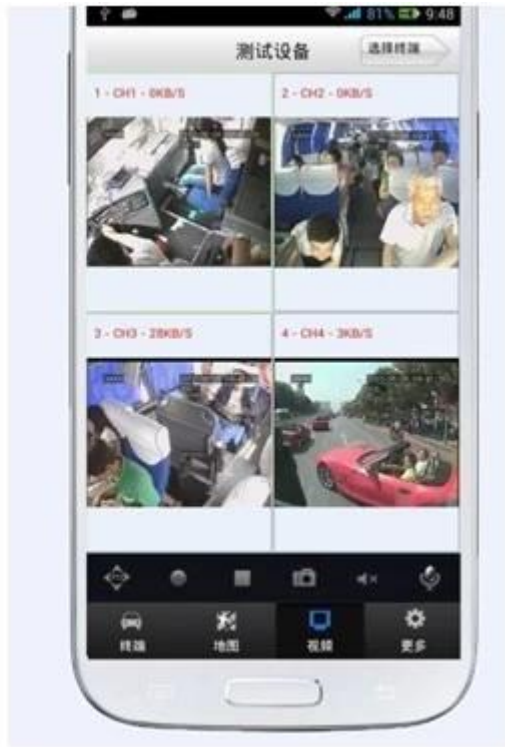 81% 9:48
测试设备
选择终端
1 - CH1 - 0KB/S
2 - CH2 - 0KB/S
3 - CH3 - 28KB/S
4 - CH4 - 3KB/S
终端
地图
视频
更多